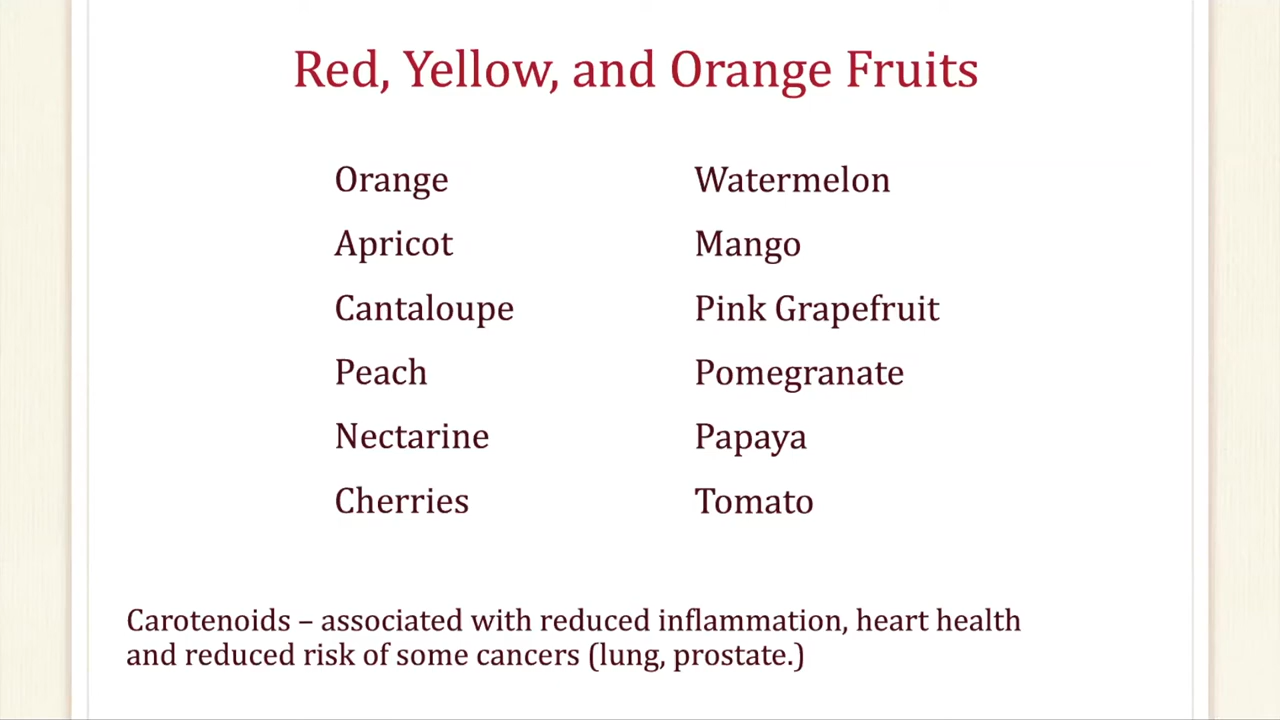 Red, Yellow, and Orange Fruits
Orange
Apricot
Cantaloupe
Peach
Nectarine
Cherries
Watermelon
Mango
Pink Grapefruit
Pomegranate
Papaya
Tomato
Carotenoids – associated with reduced inflammation, heart health
and reduced risk of some cancers (lung, prostate.)